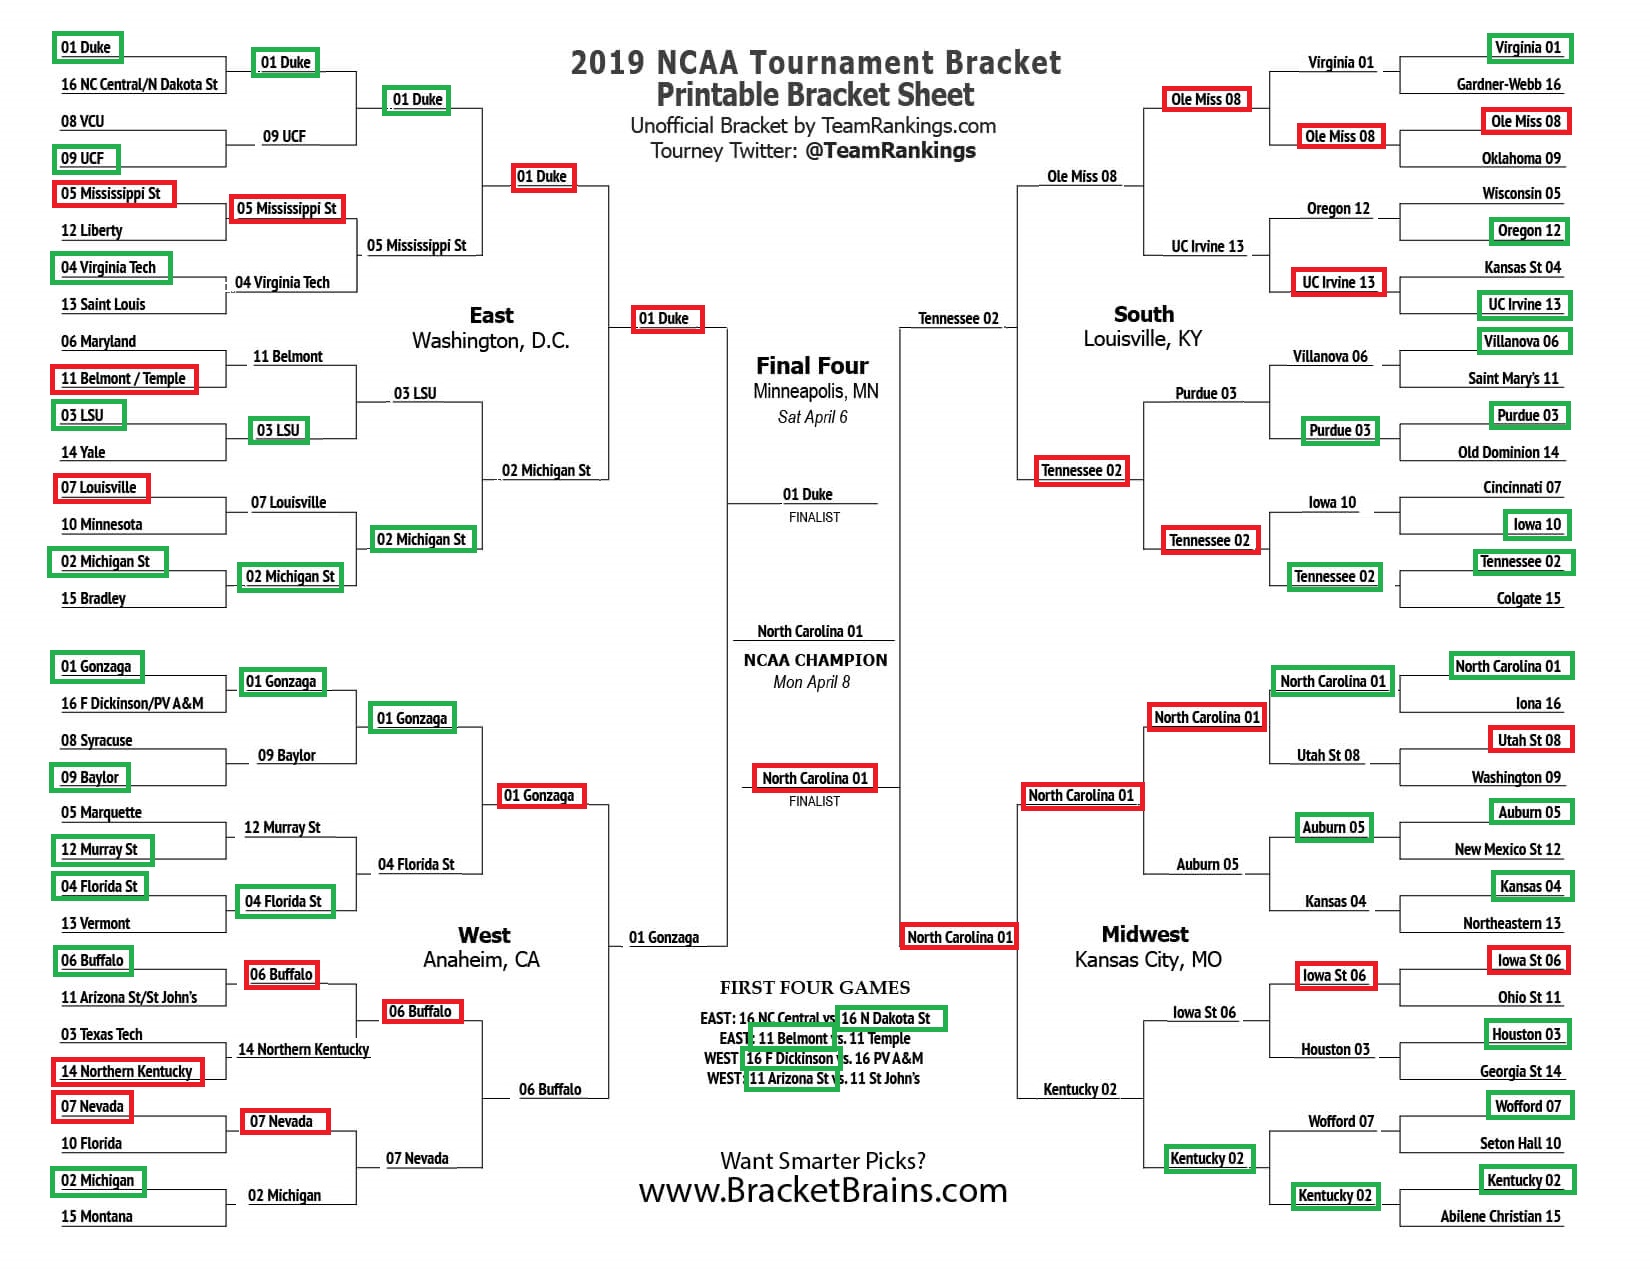 2019 NCAA Tournament Bracket
Printable Bracket Sheet
Unofficial Bracket by TeamRankings.com
Tourney Twitter: @TeamRankings
01 Duke
16 NC Central/N Dakota St
08 VCU
09 UCF
05 Mississippi St
12 Liberty
04 Virginia Tech
13 Saint Louis
06 Maryland
11 Belmont / Temple
03 LSU
14 Yale
07 Louisville
10 Minnesota
02 Michigan St
15 Bradley
01 Duke
09 UCF
05 Mississippi St
04 Virginia Tech
11 Belmont
03 LSU
07 Louisville
02 Michigan St
01 Duke
05 Mississippi St
03 LSU
02 Michigan St
01 Duke
02 Michigan St
01 Duke
East
Washington, D.C.
01 Gonzaga
16 F Dickinson/PV A&M
08 Syracuse
09 Baylor
05 Marquette
12 Murray St
04 Florida St
13 Vermont
06 Buffalo
11 Arizona St/St John's
03 Texas Tech
14 Northern Kentucky
07 Nevada
10 Florida
02 Michigan
15 Montana
01 Gonzaga
09 Baylor
12 Murray St
04 Florida St
06 Buffalo
14 Northern Kentucky
07 Nevada
02 Michigan
01 Gonzaga
04 Florida St
06 Buffalo
07 Nevada
01 Gonzaga
06 Buffalo
01 Gonzaga
West
Anaheim, CA
Final Four
Minneapolis, MN
Sat April 6
01 Duke
FINALIST
North Carolina 01
NCAA CHAMPION
Mon April 8
North Carolina 01
FINALIST
Tennessee 02
Ole Miss 08
Tennessee 02
Ole Miss 08
UC Irvine 13
Purdue 03
Tennessee 02
Virginia 01
Ole Miss 08
Oregon 12
UC Irvine 13
Villanova 06
Purdue 03
Iowa 10
Tennessee 02
Virginia 01
Gardner-Webb 16
Ole Miss 08
Oklahoma 09
Wisconsin 05
Oregon 12
Kansas St 04
UC Irvine 13
Villanova 06
Saint Mary's 11
Purdue 03
Old Dominion 14
Cincinnati 07
Iowa 10
Tennessee 02
Colgate 15
South
Louisville, KY
North Carolina 01
North Carolina 01
Kentucky 02
North Carolina 01
Auburn 05
Iowa St 06
Kentucky 02
North Carolina 01
Utah St 08
Auburn 05
Kansas 04
Iowa St 06
Houston 03
Wofford 07
Kentucky 02
North Carolina 01
Iona 16
Utah St 08
Washington 09
Auburn 05
New Mexico St 12
Kansas 04
Northeastern 13
Iowa St 06
Ohio St 11
Houston 03
Georgia St 14
Wofford 07
Seton Hall 10
Kentucky 02
Abilene Christian 15
Midwest
Kansas City, MO
FIRST FOUR GAMES
EAST: 16 NC Central vs 16 N Dakota St
EAST: 11 Belmont vs. 11 Temple
WEST 16 F Dickinson vs. 16 PV A&M
WEST: 11 Arizona St vs. 11 St John's
Want Smarter Picks?
www.BracketBrains.com